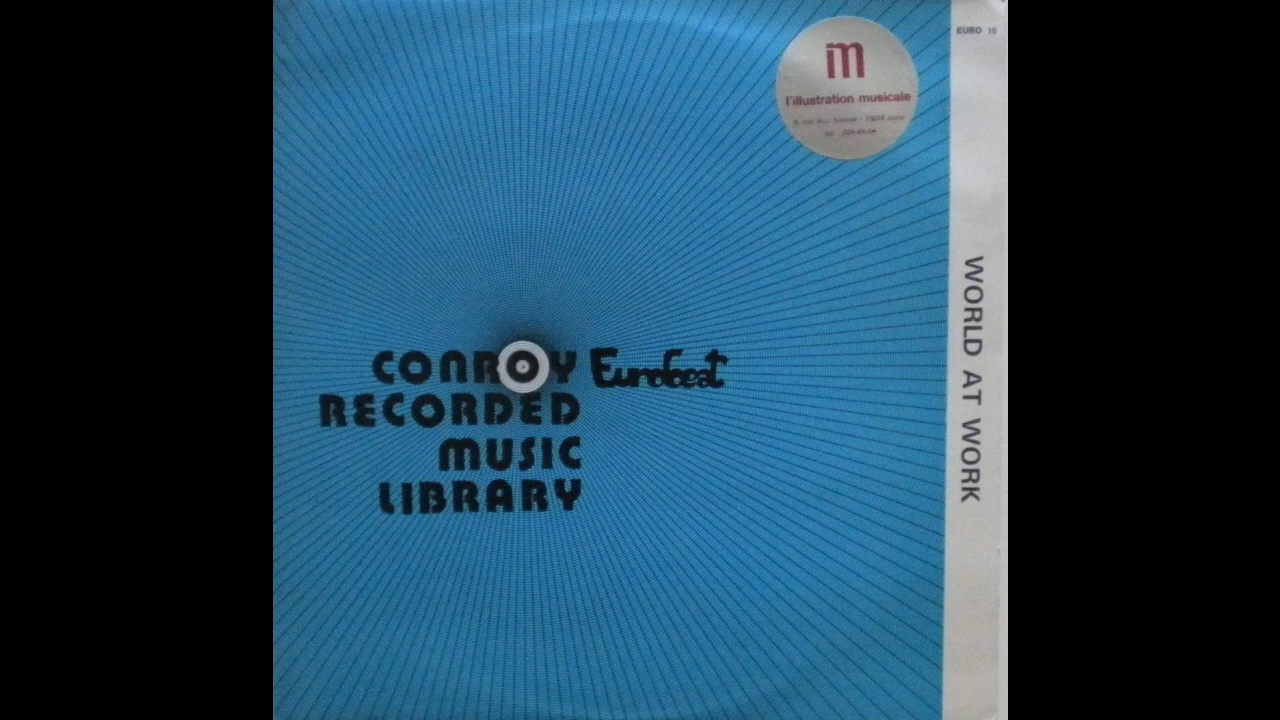 EURO 10
m
l'illustration musicale
WORLD AT WORK
CONROY Eurobeat
RECORDED
MUSIC
LIBRARY